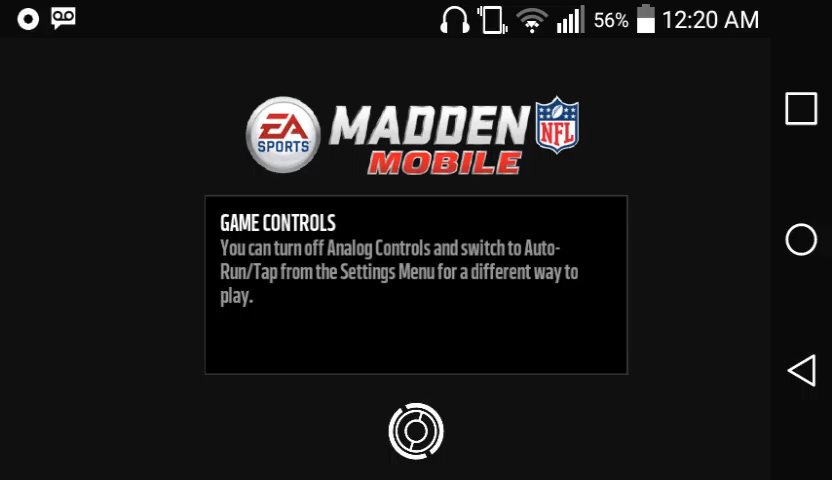 56% 12:20 AM
EA
SPORTS
MADDEN
NFL
MOBILE
GAME CONTROLS
You can turn off Analog Controls and switch to Auto-
Run/Tap from the Settings Menu for a different way to
play.